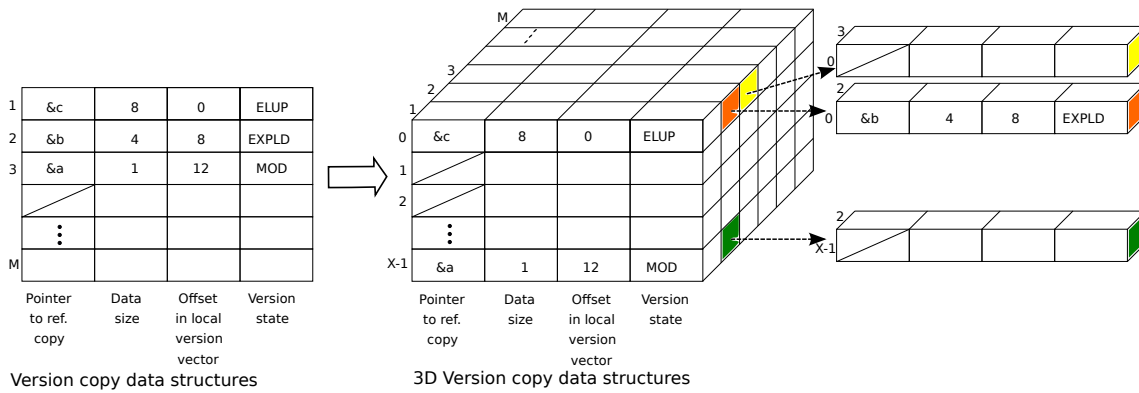 1 &c 8 0 ELUP
2 &b 4 8 EXPLD
3 &a 1 12 MOD
M
Pointer to ref. copy
Data size
Offset in local version vector
Version state
Version copy data structures
M
3
2
1
0 &c 8 0 ELUP
1
2
X-1 &a 1 12 MOD
Pointer to ref. copy
Data size
Offset in local version vector
Version state
3D Version copy data structures
3
0
2
0 &b 4 8 EXPLD
2
X-1